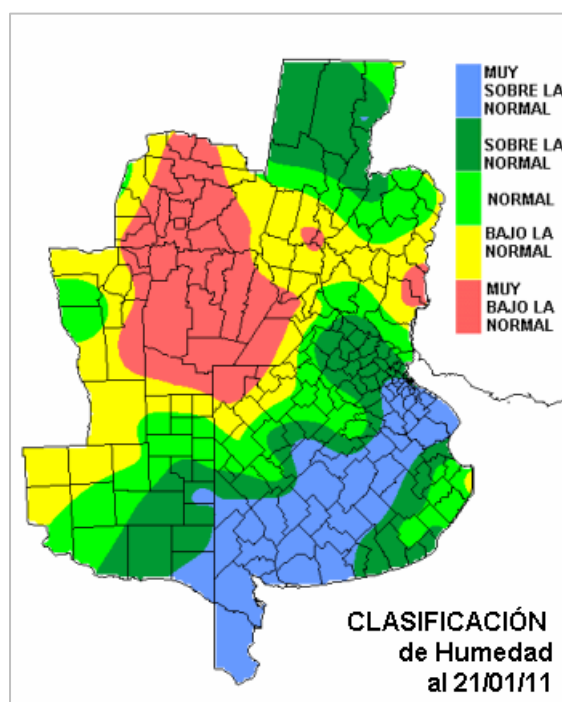 MUY
SOBRE LA
NORMAL
SOBRE LA
NORMAL
NORMAL
BAJO LA
NORMAL
MUY
BAJO LA
NORMAL
CLASIFICACIÓN
de Humedad
al 21/01/11